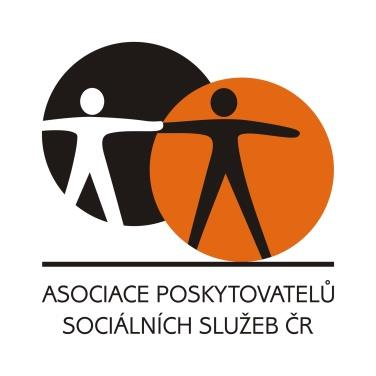 ASOCIACE POSKYTOVATELŮ
SOCIÁLNÍCH SLUŽEB ČR